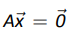 Ax⃗ = 0⃗